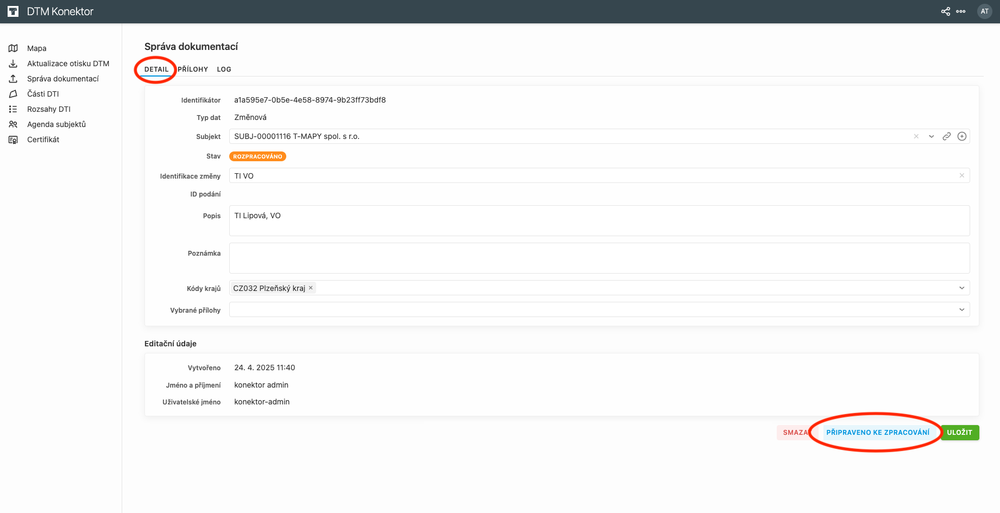 DTM Konektor
AT
Mapa
Aktualizace otisku DTM
Správa dokumentací
Části DTI
Rozsahy DTI
Agenda subjektů
Certifikát
Správa dokumentací
DETAIL PŘÍLOHY LOG
Identifikátor a1a595e7-0b5e-4e58-8974-9b23ff73bdf8
Typ dat Změnová
Subjekt SUBJ-00001116 T-MAPY spol. s r.o.
Stav ROZPRACOVÁNO
Identifikace změny TI VO
ID podání
Popis TI Lipová, VO
Poznámka
Kódy krajů CZ032 Plzeňský kraj ×
Vybrané přílohy
Editační údaje
Vytvořeno 24. 4. 2025 11:40
Jméno a příjmení konektor admin
Uživatelské jméno konektor-admin
SMAZA PŘIPRAVENO KE ZPRACOVÁNÍ ULOŽIT